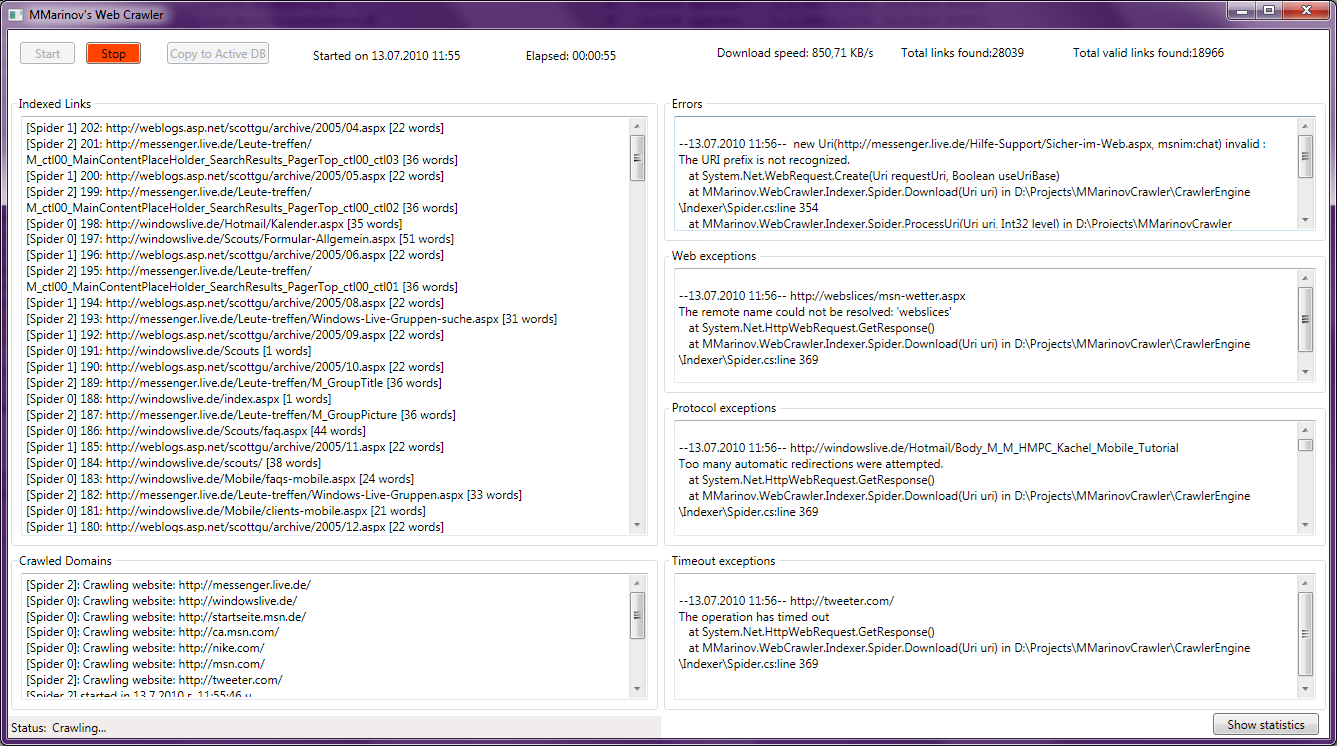 MMarinov's Web Crawler
Start
Stop
Copy to Active DB
Started on 13.07.2010 11:55
Elapsed: 00:00:55
Download speed: 850,71 KB/s
Total links found:28039
Total valid links found:18966
Indexed Links
[Spider 1] 202: http://weblogs.asp.net/scottgu/archive/2005/04.aspx [22 words]
[Spider 2] 201: http://messenger.live.de/Leute-treffen/
M_ctl00_MainContentPlaceHolder_SearchResults_PagerTop_ctl00_ctl03 [36 words]
[Spider 1] 200: http://weblogs.asp.net/scottgu/archive/2005/05.aspx [22 words]
[Spider 2] 199: http://messenger.live.de/Leute-treffen/
M_ctl00_MainContentPlaceHolder_SearchResults_PagerTop_ctl00_ctl02 [36 words]
[Spider 0] 198: http://windowslive.de/Hotmail/Kalender.aspx [35 words]
[Spider 0] 197: http://windowslive.de/Scouts/Formular-Allgemein.aspx [51 words]
[Spider 1] 196: http://weblogs.asp.net/scottgu/archive/2005/06.aspx [22 words]
[Spider 2] 195: http://messenger.live.de/Leute-treffen/
M_ctl00_MainContentPlaceHolder_SearchResults_PagerTop_ctl00_ctl01 [36 words]
[Spider 1] 194: http://weblogs.asp.net/scottgu/archive/2005/08.aspx [22 words]
[Spider 2] 193: http://messenger.live.de/Leute-treffen/Windows-Live-Gruppen-suche.aspx [31 words]
[Spider 1] 192: http://weblogs.asp.net/scottgu/archive/2005/09.aspx [22 words]
[Spider 0] 191: http://windowslive.de/Scouts [1 words]
[Spider 1] 190: http://weblogs.asp.net/scottgu/archive/2005/10.aspx [22 words]
[Spider 2] 189: http://messenger.live.de/Leute-treffen/M_GroupTitle [36 words]
[Spider 0] 188: http://windowslive.de/index.aspx [1 words]
[Spider 2] 187: http://messenger.live.de/Leute-treffen/M_GroupPicture [36 words]
[Spider 0] 186: http://windowslive.de/Scouts/faq.aspx [44 words]
[Spider 1] 185: http://weblogs.asp.net/scottgu/archive/2005/11.aspx [22 words]
[Spider 0] 184: http://windowslive.de/scouts/ [38 words]
[Spider 0] 183: http://windowslive.de/Mobile/faqs-mobile.aspx [24 words]
[Spider 2] 182: http://messenger.live.de/Leute-treffen/Windows-Live-Gruppen.aspx [33 words]
[Spider 0] 181: http://windowslive.de/Mobile/clients-mobile.aspx [21 words]
[Spider 1] 180: http://weblogs.asp.net/scottgu/archive/2005/12.aspx [22 words]
Crawled Domains
[Spider 2]: Crawling website: http://messenger.live.de/
[Spider 0]: Crawling website: http://windowslive.de/
[Spider 0]: Crawling website: http://startseite.msn.de/
[Spider 0]: Crawling website: http://ca.msn.com/
[Spider 0]: Crawling website: http://nike.com/
[Spider 0]: Crawling website: http://msn.com/
[Spider 2]: Crawling website: http://tweeter.com/
[Spider 2] started in 13.7.2010 г. 11:55:46 ч.
Errors
--13.07.2010 11:56-- new Uri(http://messenger.live.de/Hilfe-Support/Sicher-im-Web.aspx, msnim:chat) invalid :
The URI prefix is not recognized.
at System.Net.WebRequest.Create(Uri requestUri, Boolean useUriBase)
at MMarinov.WebCrawler.Indexer.Spider.Download(Uri uri) in D:\Projects\MMarinovCrawler\CrawlerEngine
\Indexer\Spider.cs:line 354
at MMarinov.WebCrawler.Indexer.Spider.ProcessUri(Uri uri, Int32 level) in D:\Projects\MMarinovCrawler
Web exceptions
--13.07.2010 11:56-- http://webslices/msn-wetter.aspx
The remote name could not be resolved: 'webslices'
at System.Net.HttpWebRequest.GetResponse()
at MMarinov.WebCrawler.Indexer.Spider.Download(Uri uri) in D:\Projects\MMarinovCrawler\CrawlerEngine
\Indexer\Spider.cs:line 369
Protocol exceptions
--13.07.2010 11:56-- http://windowslive.de/Hotmail/Body_M_M_HMPC_Kachel_Mobile_Tutorial
Too many automatic redirections were attempted.
at System.Net.HttpWebRequest.GetResponse()
at MMarinov.WebCrawler.Indexer.Spider.Download(Uri uri) in D:\Projects\MMarinovCrawler\CrawlerEngine
\Indexer\Spider.cs:line 369
Timeout exceptions
--13.07.2010 11:56-- http://tweeter.com/
The operation has timed out
at System.Net.HttpWebRequest.GetResponse()
at MMarinov.WebCrawler.Indexer.Spider.Download(Uri uri) in D:\Projects\MMarinovCrawler\CrawlerEngine
\Indexer\Spider.cs:line 369
Status: Crawling...
Show statistics